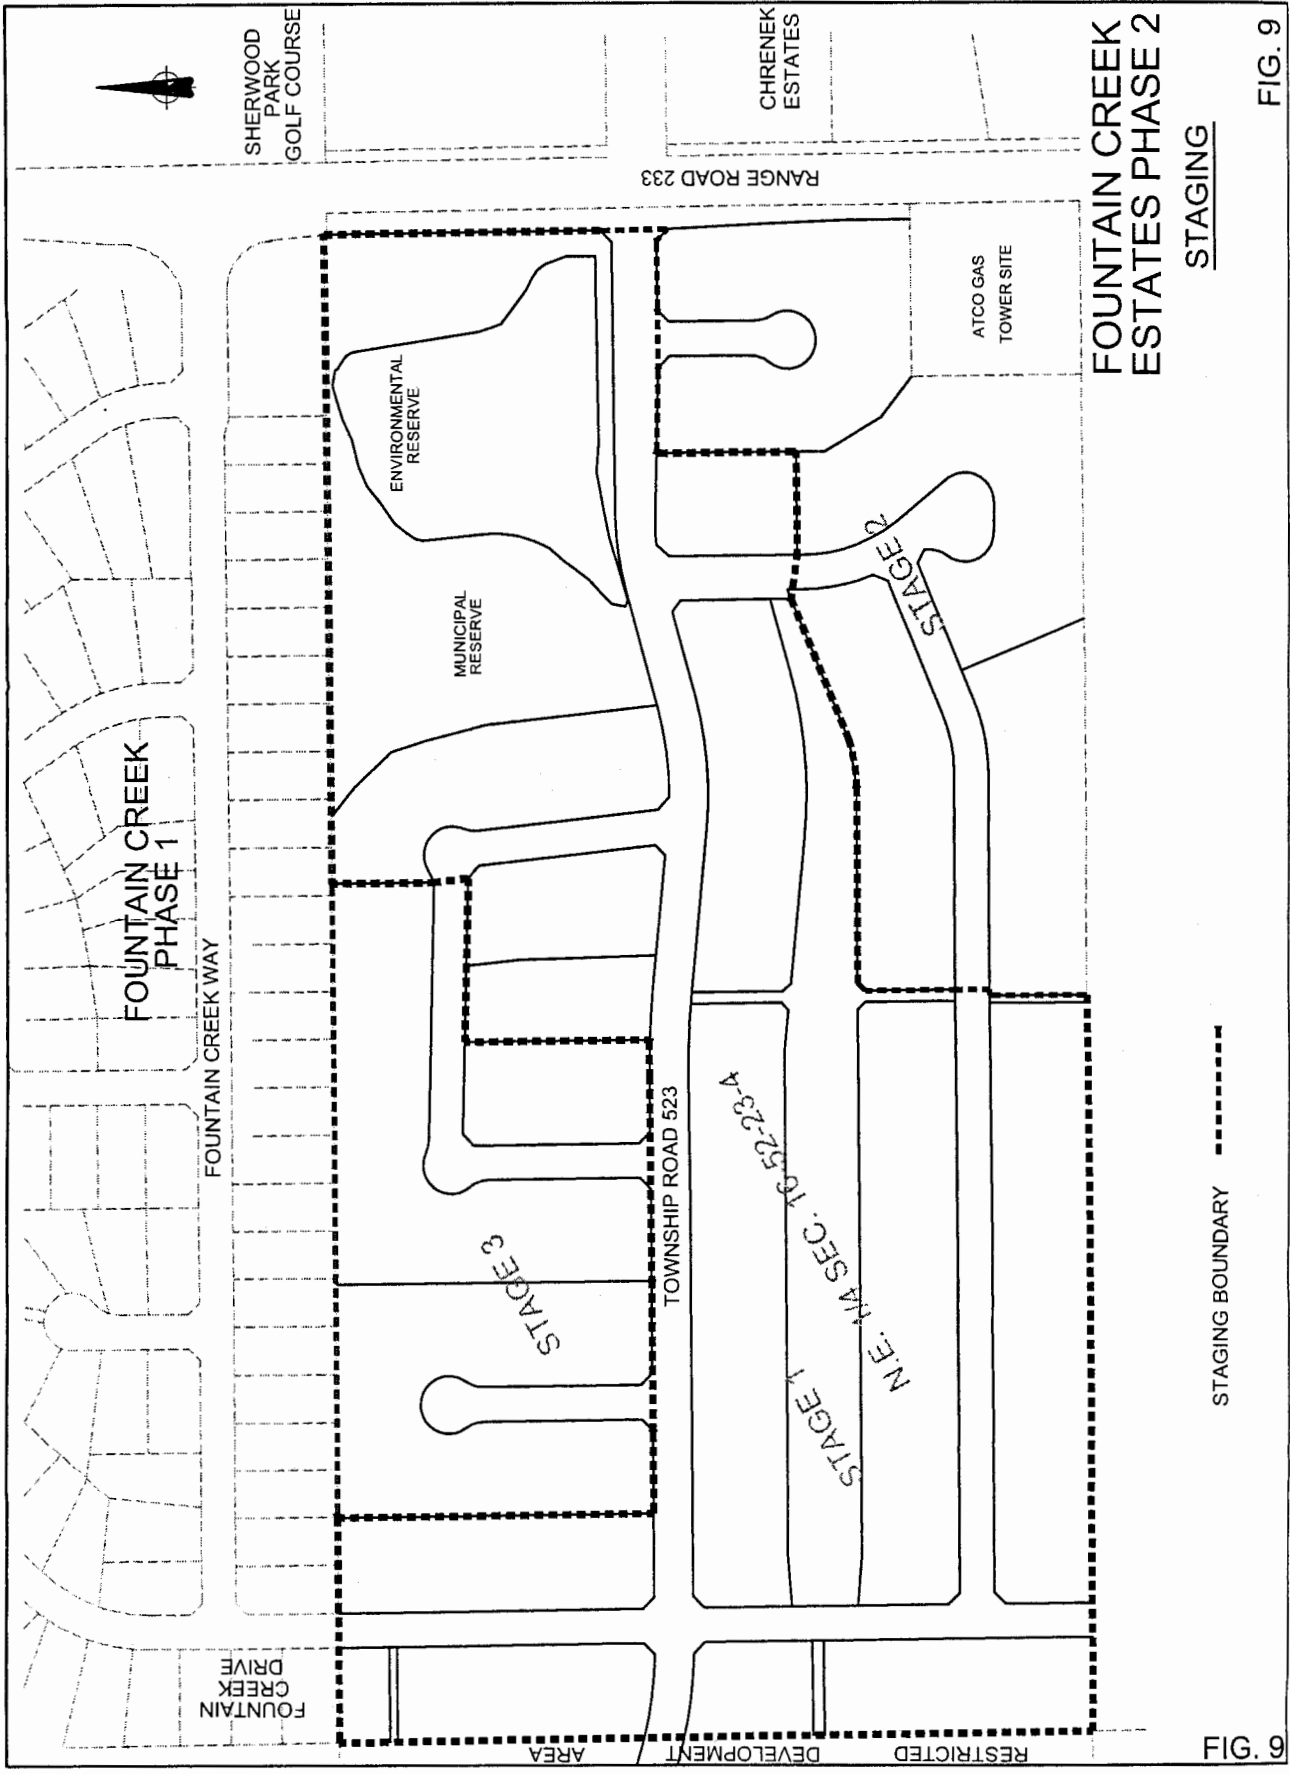 SHERWOOD
PARK
GOLF COURSE
CHRENEK
ESTATES
RANGE ROAD 233
FOUNTAIN CREEK
PHASE 1
FOUNTAIN CREEK WAY
FOUNTAIN
CREEK
DRIVE
ENVIRONMENTAL
RESERVE
MUNICIPAL
RESERVE
ATCO GAS
TOWER SITE
STAGE 2
STAGE 3
TOWNSHIP ROAD 523
STAGE 1
N.E. 1/4 SEC. 16-52-23-4
RESTRICTED DEVELOPMENT AREA
FOUNTAIN CREEK
ESTATES PHASE 2
STAGING
STAGING BOUNDARY
FIG. 9
FIG. 9